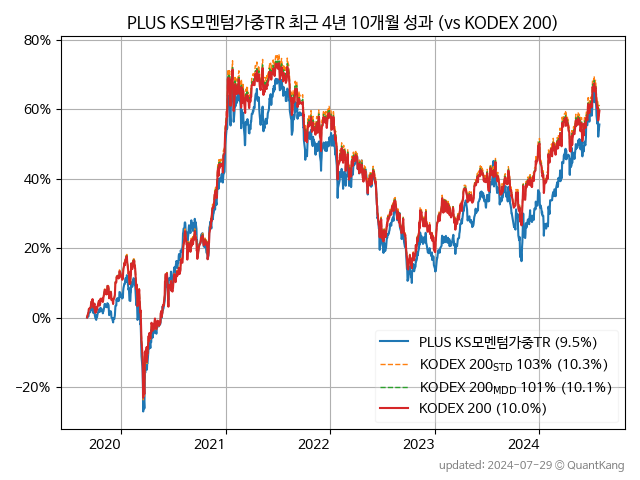 PLUS KS모멘텀가중TR 최근 4년 10개월 성과 (vs KODEX 200)
80%
60%
40%
20%
0%
−20%
PLUS KS모멘텀가중TR (9.5%)
KODEX 200STD 103% (10.3%)
KODEX 200MDD 101% (10.1%)
KODEX 200 (10.0%)
2020 2021 2022 2023 2024
updated: 2024-07-29 © QuantKang